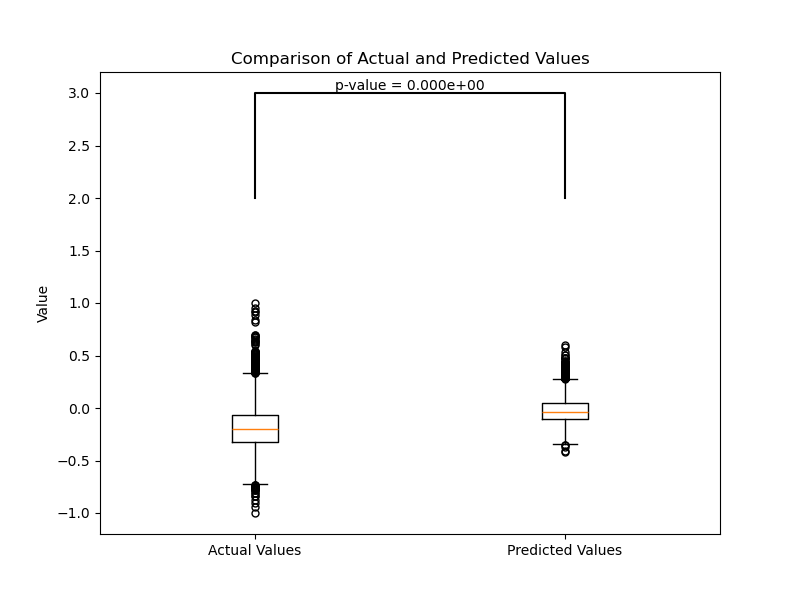 Comparison of Actual and Predicted Values
p-value = 0.000e+00
3.0
2.5
2.0
1.5
1.0
0.5
0.0
−0.5
−1.0
Value
Actual Values
Predicted Values